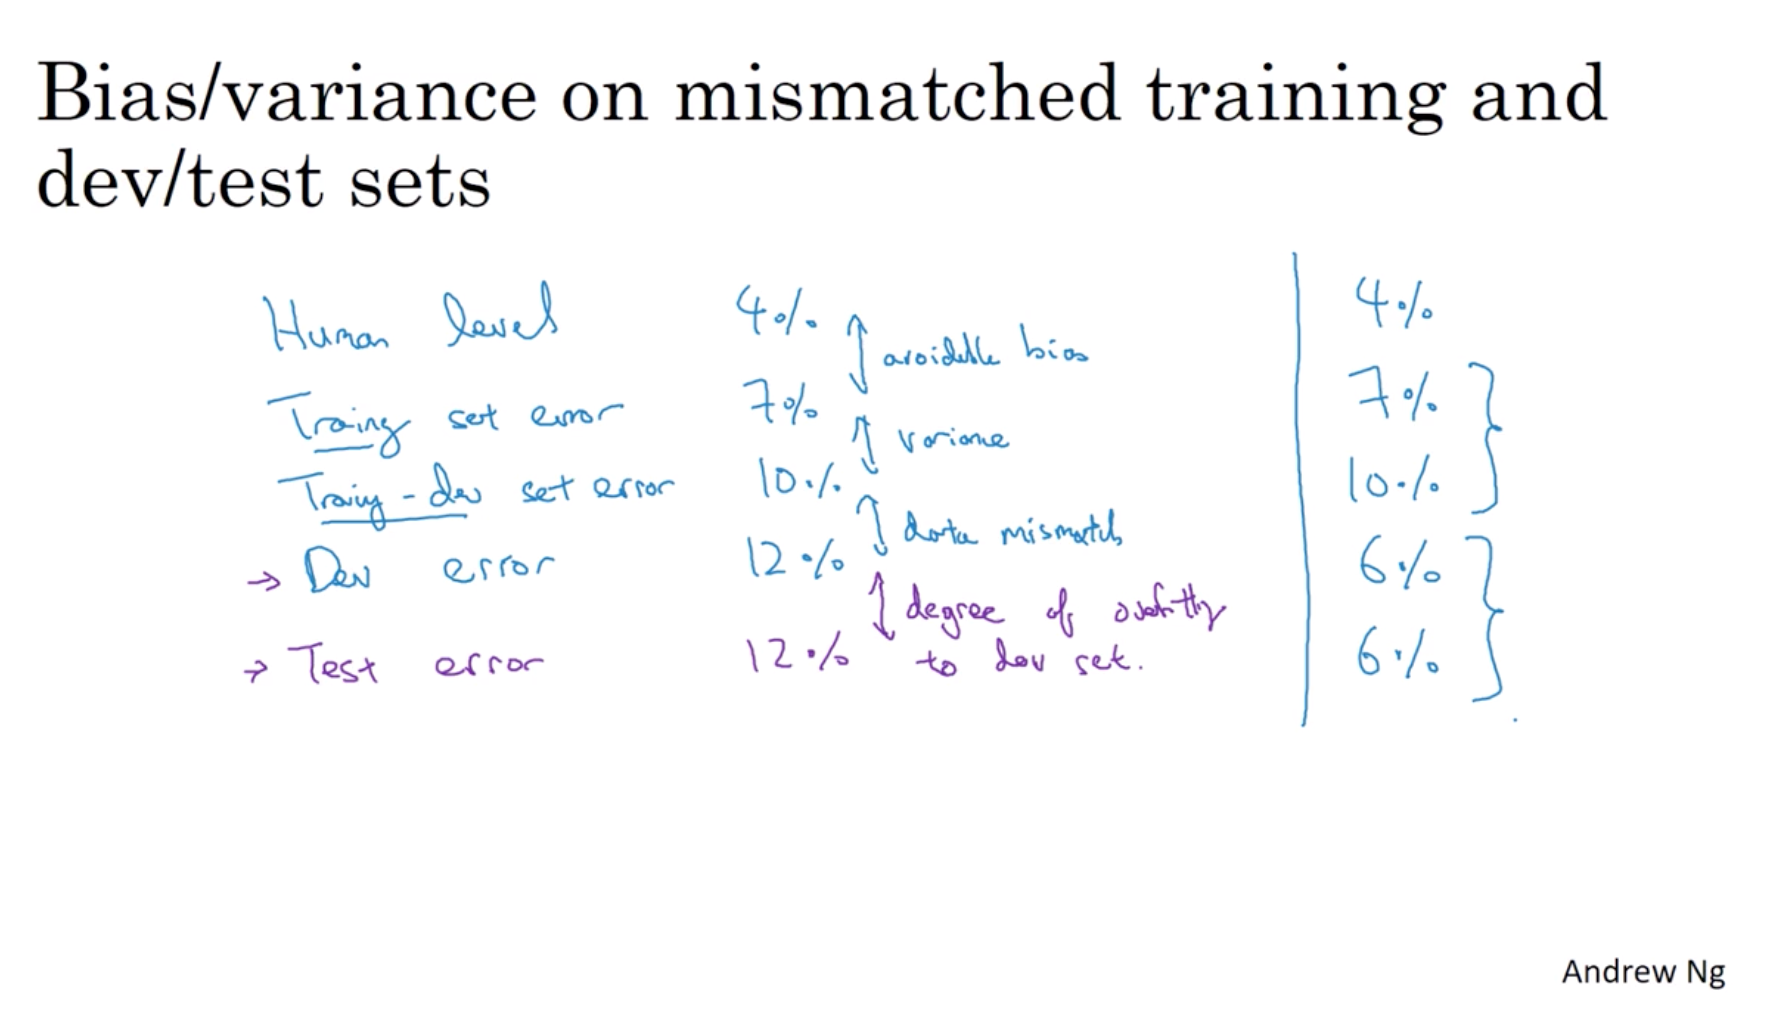 Bias/variance on mismatched training and
dev/test sets
Human level 4% 4%
avoidable bias
Training set error 7% 7%
variance
Training-dev set error 10% 10%
data mismatch
→ Dev error 12% 6%
degree of overfitting
→ Test error 12% to dev set. 6%
Andrew Ng